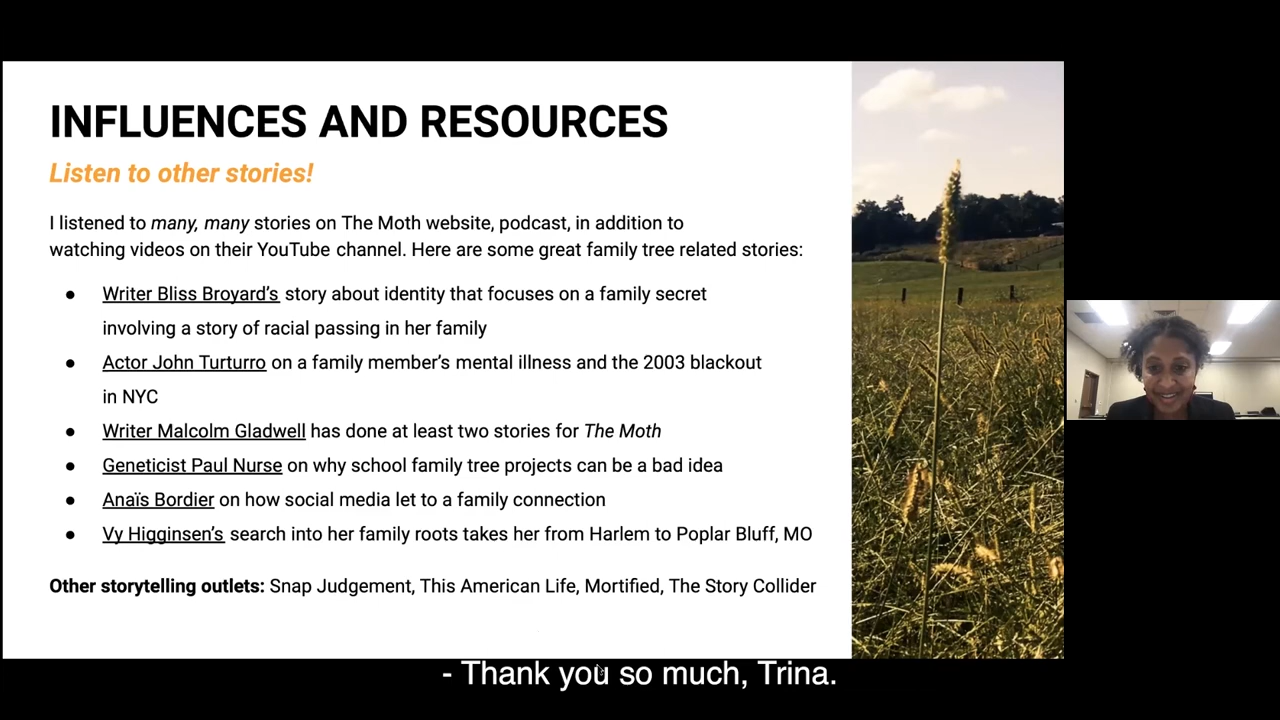 INFLUENCES AND RESOURCES
Listen to other stories!
I listened to many, many stories on The Moth website, podcast, in addition to
watching videos on their YouTube channel. Here are some great family tree related stories:
● Writer Bliss Broyard’s story about identity that focuses on a family secret
involving a story of racial passing in her family
● Actor John Turturro on a family member’s mental illness and the 2003 blackout
in NYC
● Writer Malcolm Gladwell has done at least two stories for The Moth
● Geneticist Paul Nurse on why school family tree projects can be a bad idea
● Anaïs Bordier on how social media let to a family connection
● Vy Higginsen’s search into her family roots takes her from Harlem to Poplar Bluff, MO
Other storytelling outlets: Snap Judgement, This American Life, Mortified, The Story Collider
- Thank you so much, Trina.